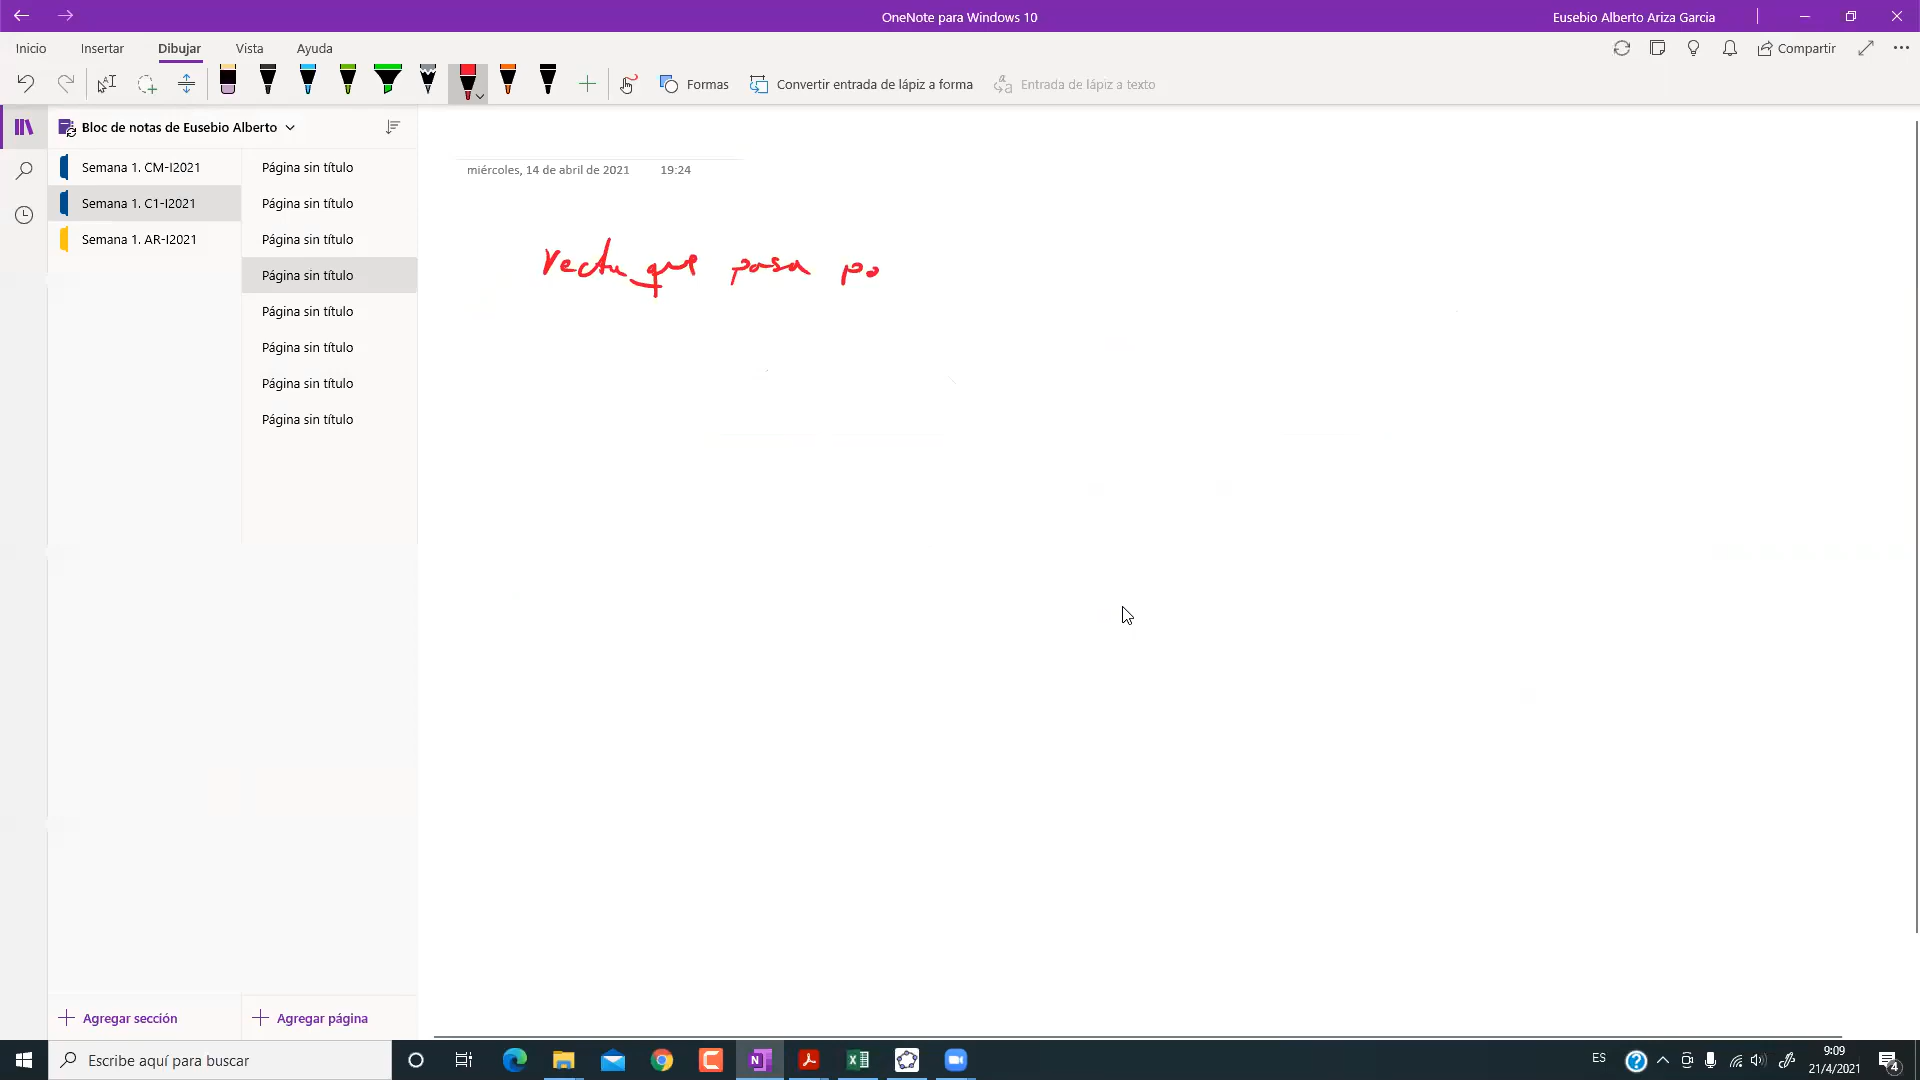 OneNote para Windows 10
Eusebio Alberto Ariza Garcia
Inicio Insertar Dibujar Vista Ayuda
Compartir
Formas
Convertir entrada de lápiz a forma
Entrada de lápiz a texto
Bloc de notas de Eusebio Alberto
Semana 1. CM-I2021
Semana 1. C1-I2021
Semana 1. AR-I2021
Página sin título
Página sin título
Página sin título
Página sin título
Página sin título
Página sin título
Página sin título
Página sin título
miércoles, 14 de abril de 2021 19:24
recta que pasa po
Agregar sección
Agregar página
Escribe aquí para buscar
ES
9:09
21/4/2021
4